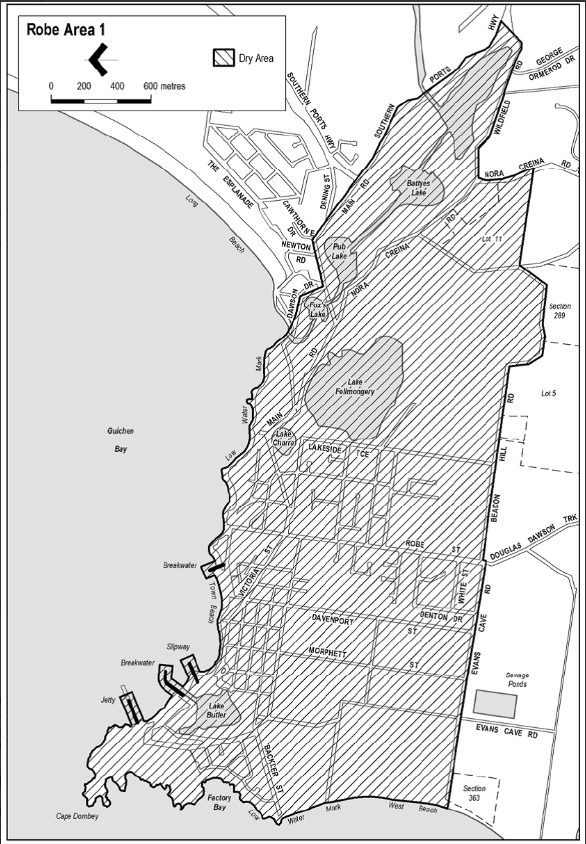 Robe Area 1
Dry Area
0 200 400 600 metres
HWY
GEORGE
ORMEROD DR
RD
PORTS
SOUTHERN
SOUTHERN PORTS HWY
WILDFIELD
THE ESPLANADE
DENING ST
MAIN RD
Battyes
Lake
NORA CREINA RD
CAWTHORNE
DR
NEWTON
RD
Long
Beach
Pub
Lake
RD
CREINA
NORA
Lot 11
DAWSON DR
Fox
Lake
Section
289
Mark
RD
MAIN
Lake
Fellmongery
Lot 5
RD
Guichen
Bay
Water
Low
Lake
Charra
LAKESIDE TCE
HILL
BEACON
ROBE ST
DOUGLAS DAWSON TRK
Breakwater
VICTORIA ST
WHITE ST
RD
Town
Beach
DAVENPORT
ST
DENTON DR
CAVE
MORPHETT
ST
EVANS
Slipway
Breakwater
Jetty
Lake
Butler
Sewage
Ponds
EVANS CAVE RD
BACKLER ST
Factory
Bay
Section
363
Cape Dombey
Low
Water
Mark
West
Beach